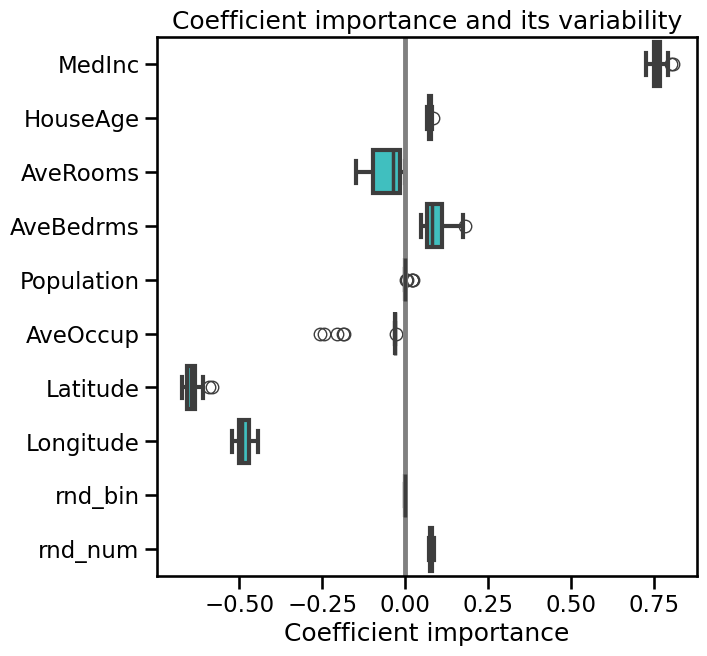 Coefficient importance and its variability
MedInc
HouseAge
AveRooms
AveBedrms
Population
AveOccup
Latitude
Longitude
rnd_bin
rnd_num
−0.50 −0.25 0.00 0.25 0.50 0.75
Coefficient importance